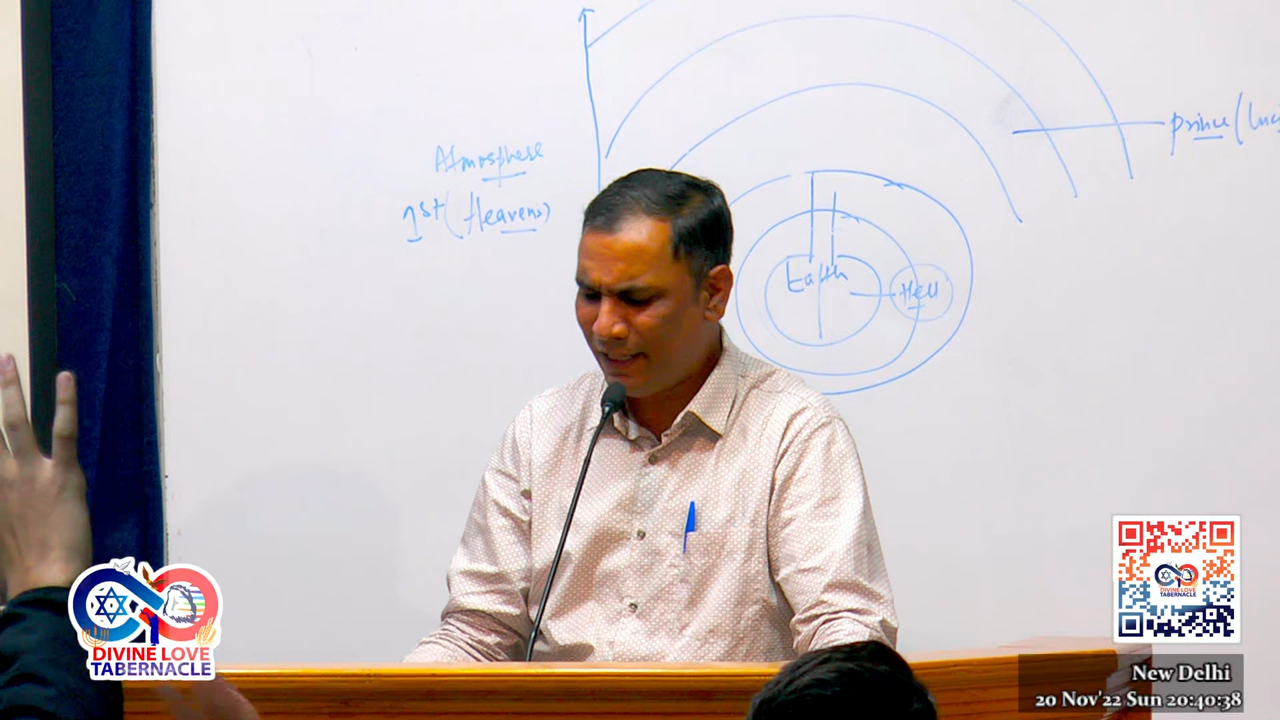 Atmosphere
1st (Heavens)
Prince (Luc
Earth
Hell
DIVINE LOVE
TABERNACLE
DIVINE LOVE
TABERNACLE
New Delhi
20 Nov'22 Sun 20:40:38